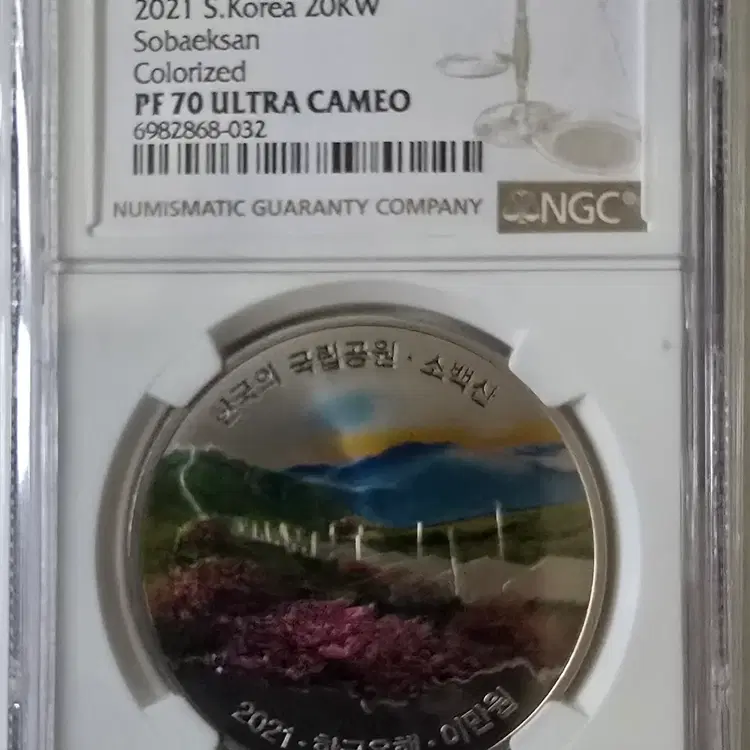 2021 S.Korea 20KW
Sobaeksan
Colorized
PF 70 ULTRA CAMEO
6982868-032
NUMISMATIC GUARANTY COMPANY
NGC®
한국의 국립공원 · 소백산
2021 · 한국은행 · 이만원